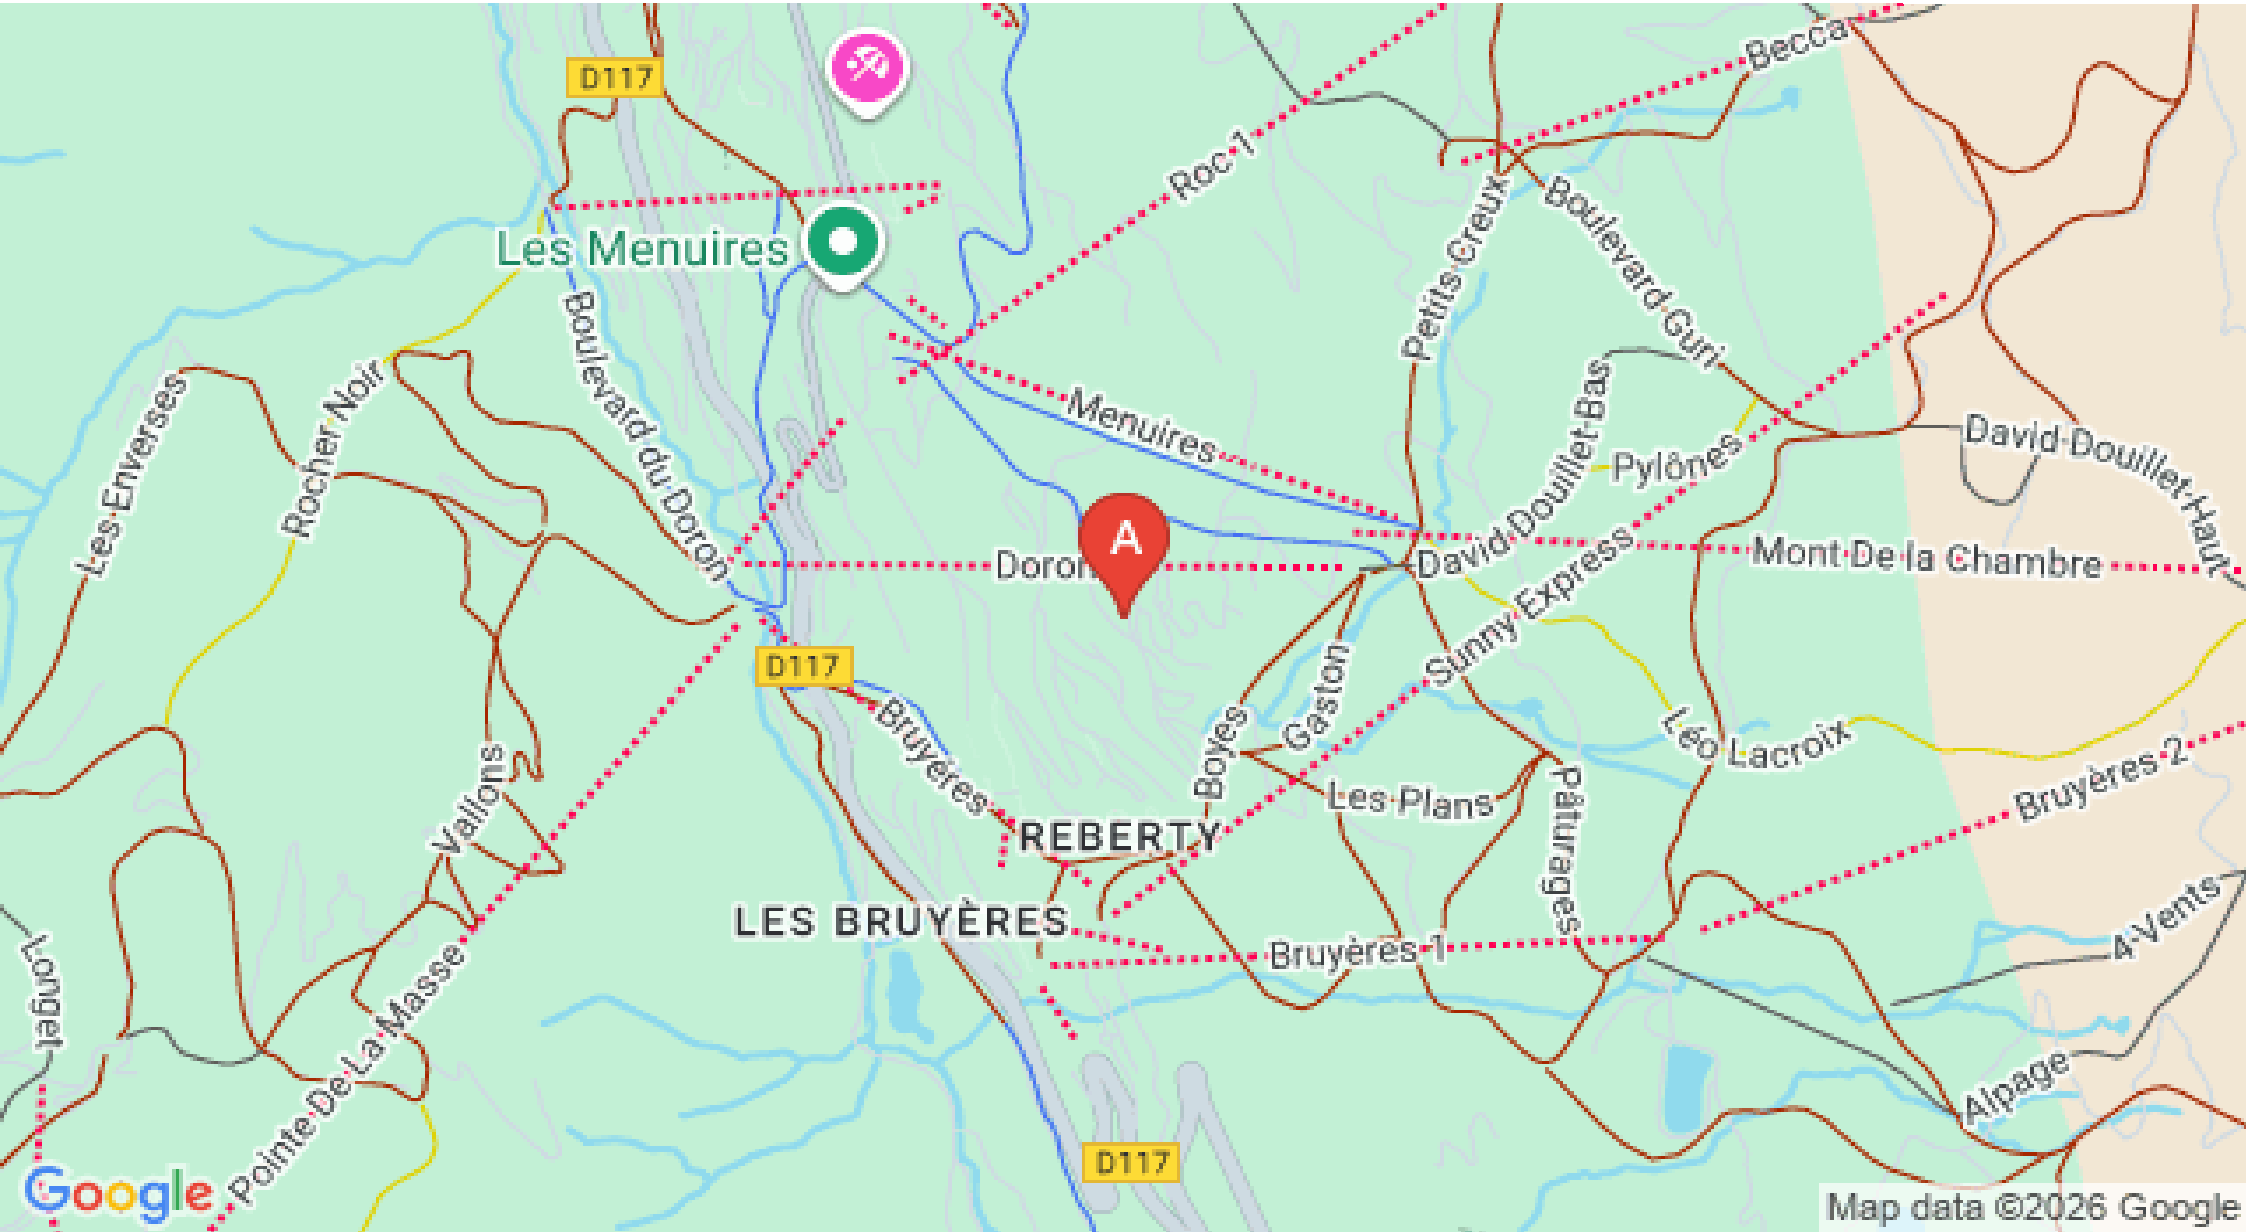 Becca
D117
Roc 1
Petits Creux
Boulevard Guri
Les Menuires
Boulevard du Doron
Rocher Noir
Les Enverses
Menuires
David Douillet Bas
Pylônes
David Douillet Haut
A
Doron
Mont De la Chambre
Sunny Express
D117
Gaston
Boyes
Bruyères
Léo Lacroix
Bruyères 2
Vallons
Les Plans
Pâturages
REBERTY
LES BRUYÈRES
Bruyères 1
4 Vents
Longet
Pointe De La Masse
Alpage
D117
Google
Map data ©2026 Google